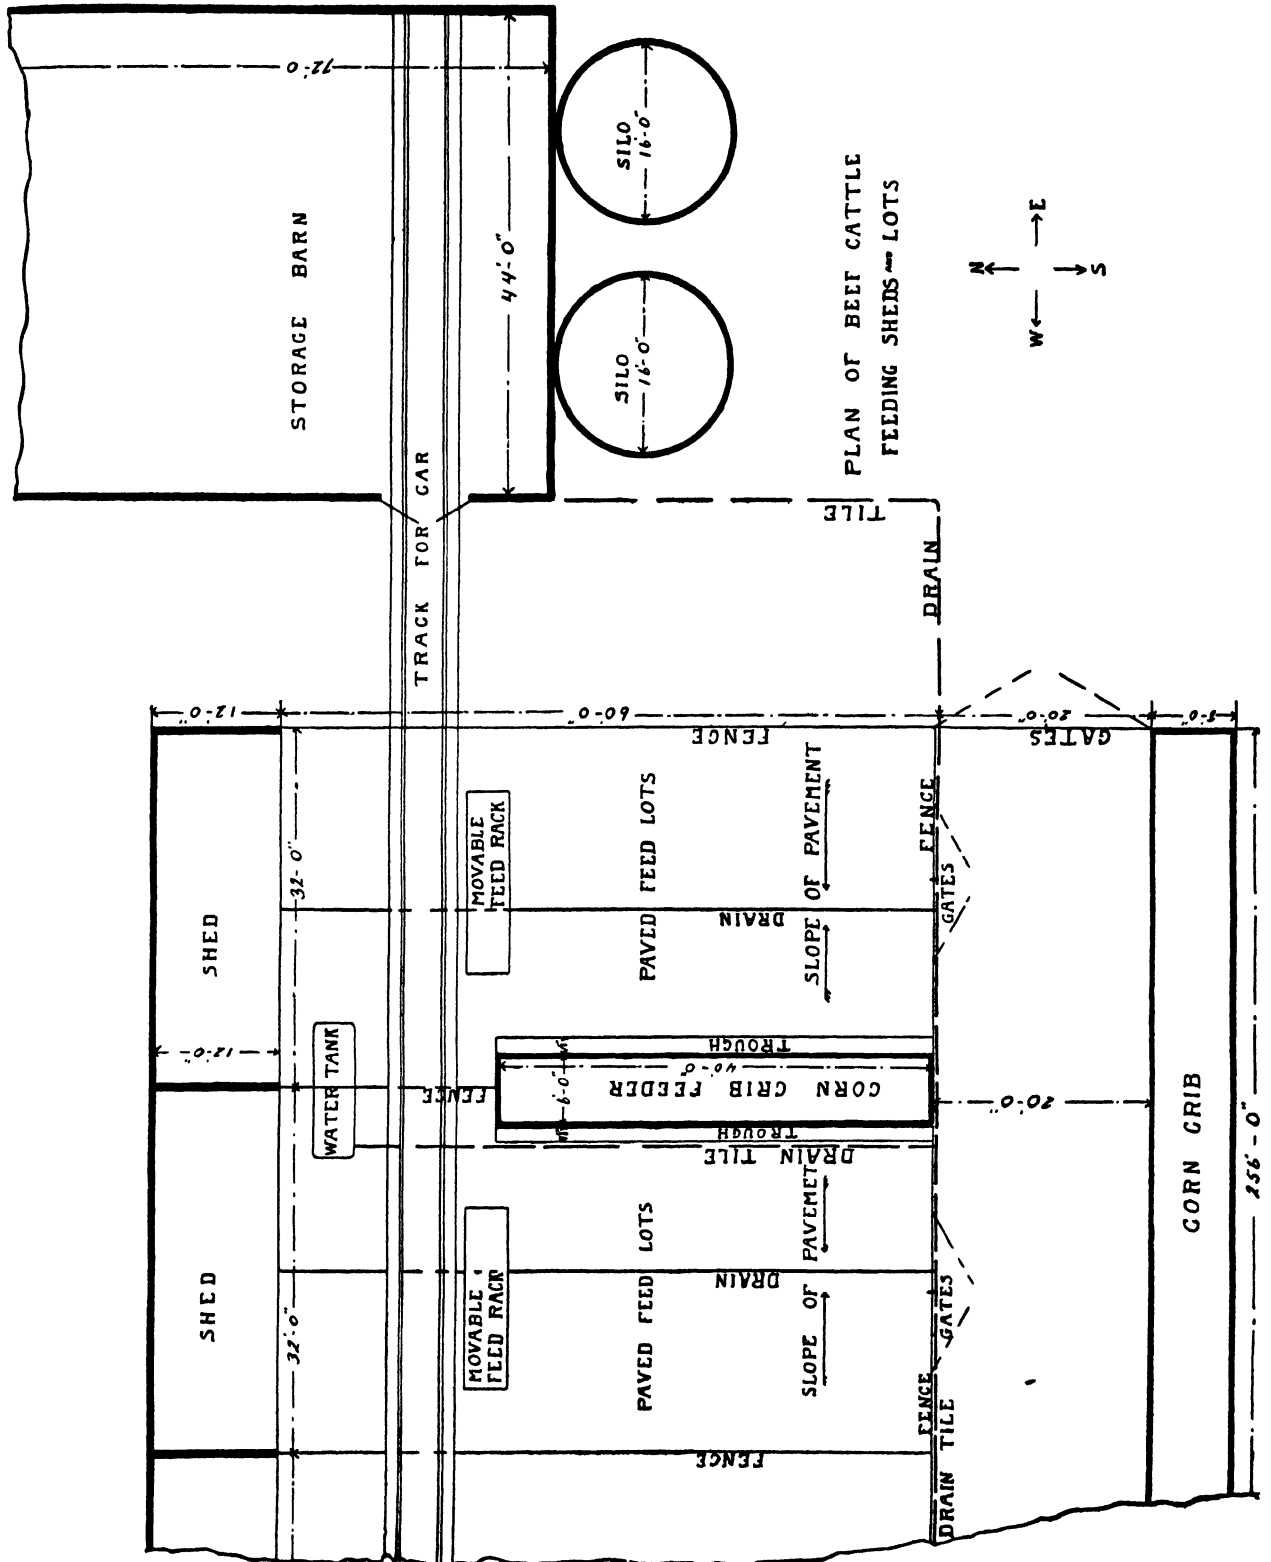 72'-0"
STORAGE BARN
44'-0"
SILO
16'-0"
SILO
16'-0"
PLAN OF BEEF CATTLE
FEEDING SHEDS AND LOTS
N
W
E
S
TRACK FOR CAR
TILE
DRAIN
12'-0"
60'-0"
20'-0"
8'-0"
FENCE
GATES
SHED
32'-0"
12'-0"
MOVABLE
FEED RACK
PAVED FEED LOTS
SLOPE OF PAVEMENT
DRAIN
FENCE
GATES
WATER TANK
FENCE
TROUGH
40'-0"
6'-0"
CORN CRIB FEEDER
TROUGH
DRAIN TILE
20'-0"
CORN CRIB
256'-0"
SHED
32'-0"
MOVABLE
FEED RACK
PAVED FEED LOTS
SLOPE OF PAVEMET
DRAIN
FENCE
GATES
FENCE
DRAIN TILE